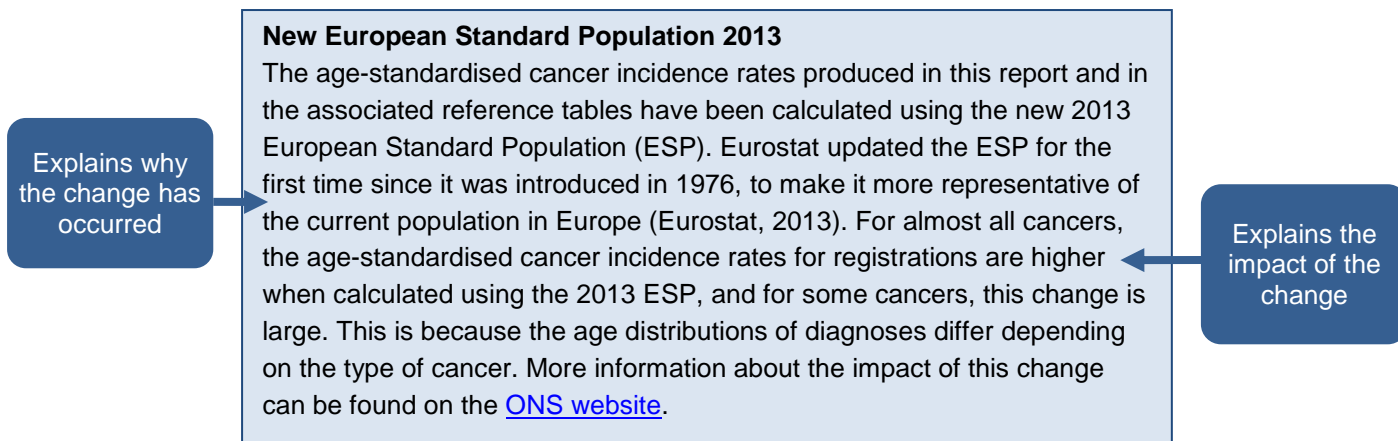 New European Standard Population 2013
The age-standardised cancer incidence rates produced in this report and in
the associated reference tables have been calculated using the new 2013
European Standard Population (ESP). Eurostat updated the ESP for the
first time since it was introduced in 1976, to make it more representative of
the current population in Europe (Eurostat, 2013). For almost all cancers,
the age-standardised cancer incidence rates for registrations are higher
when calculated using the 2013 ESP, and for some cancers, this change is
large. This is because the age distributions of diagnoses differ depending
on the type of cancer. More information about the impact of this change
can be found on the ONS website.
Explains why
the change has
occurred
Explains the
impact of the
change